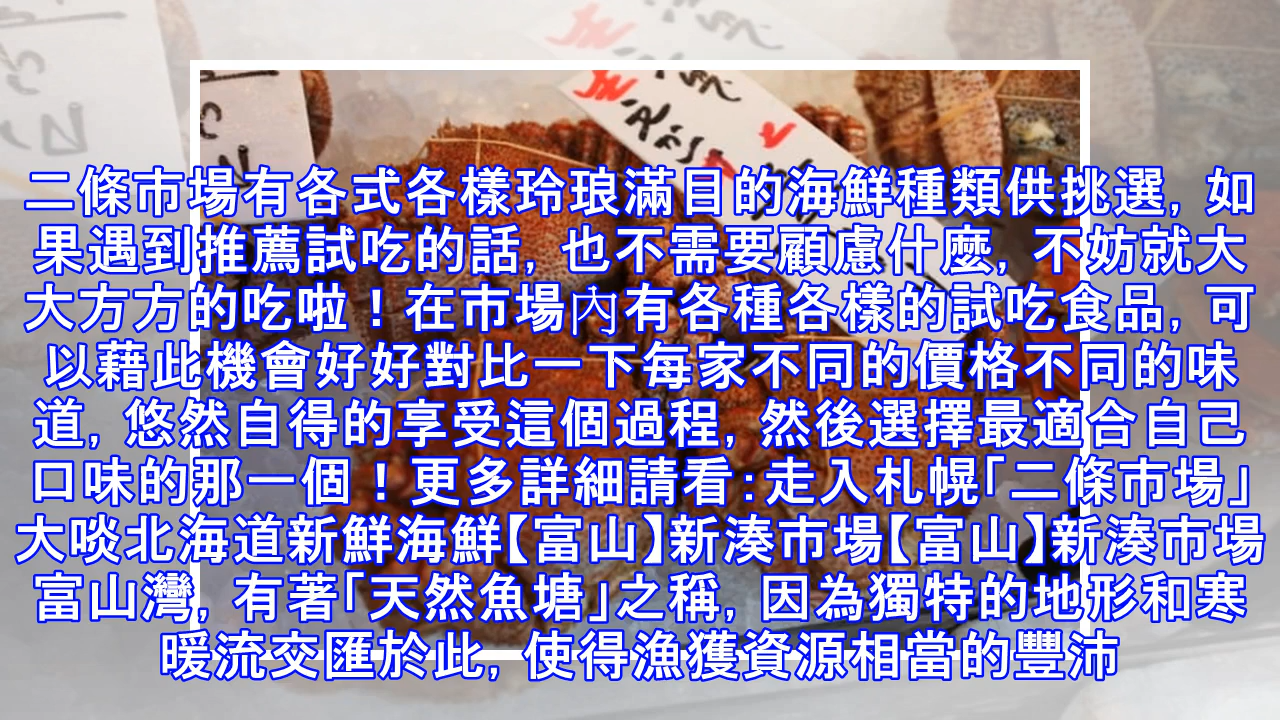 二條市場有各式各樣玲琅滿目的海鮮種類供挑選, 如
果遇到推薦試吃的話, 也不需要顧慮什麼, 不妨就大
大方方的吃啦！在市場內有各種各樣的試吃食品, 可
以藉此機會好好對比一下每家不同的價格不同的味
道, 悠然自得的享受這個過程, 然後選擇最適合自己
口味的那一個！更多詳細請看:走入札幌「二條市場」
大啖北海道新鮮海鮮【富山】新湊市場【富山】新湊市場
富山灣, 有著「天然魚塘」之稱, 因為獨特的地形和寒
暖流交匯於此, 使得漁獲資源相當的豐沛